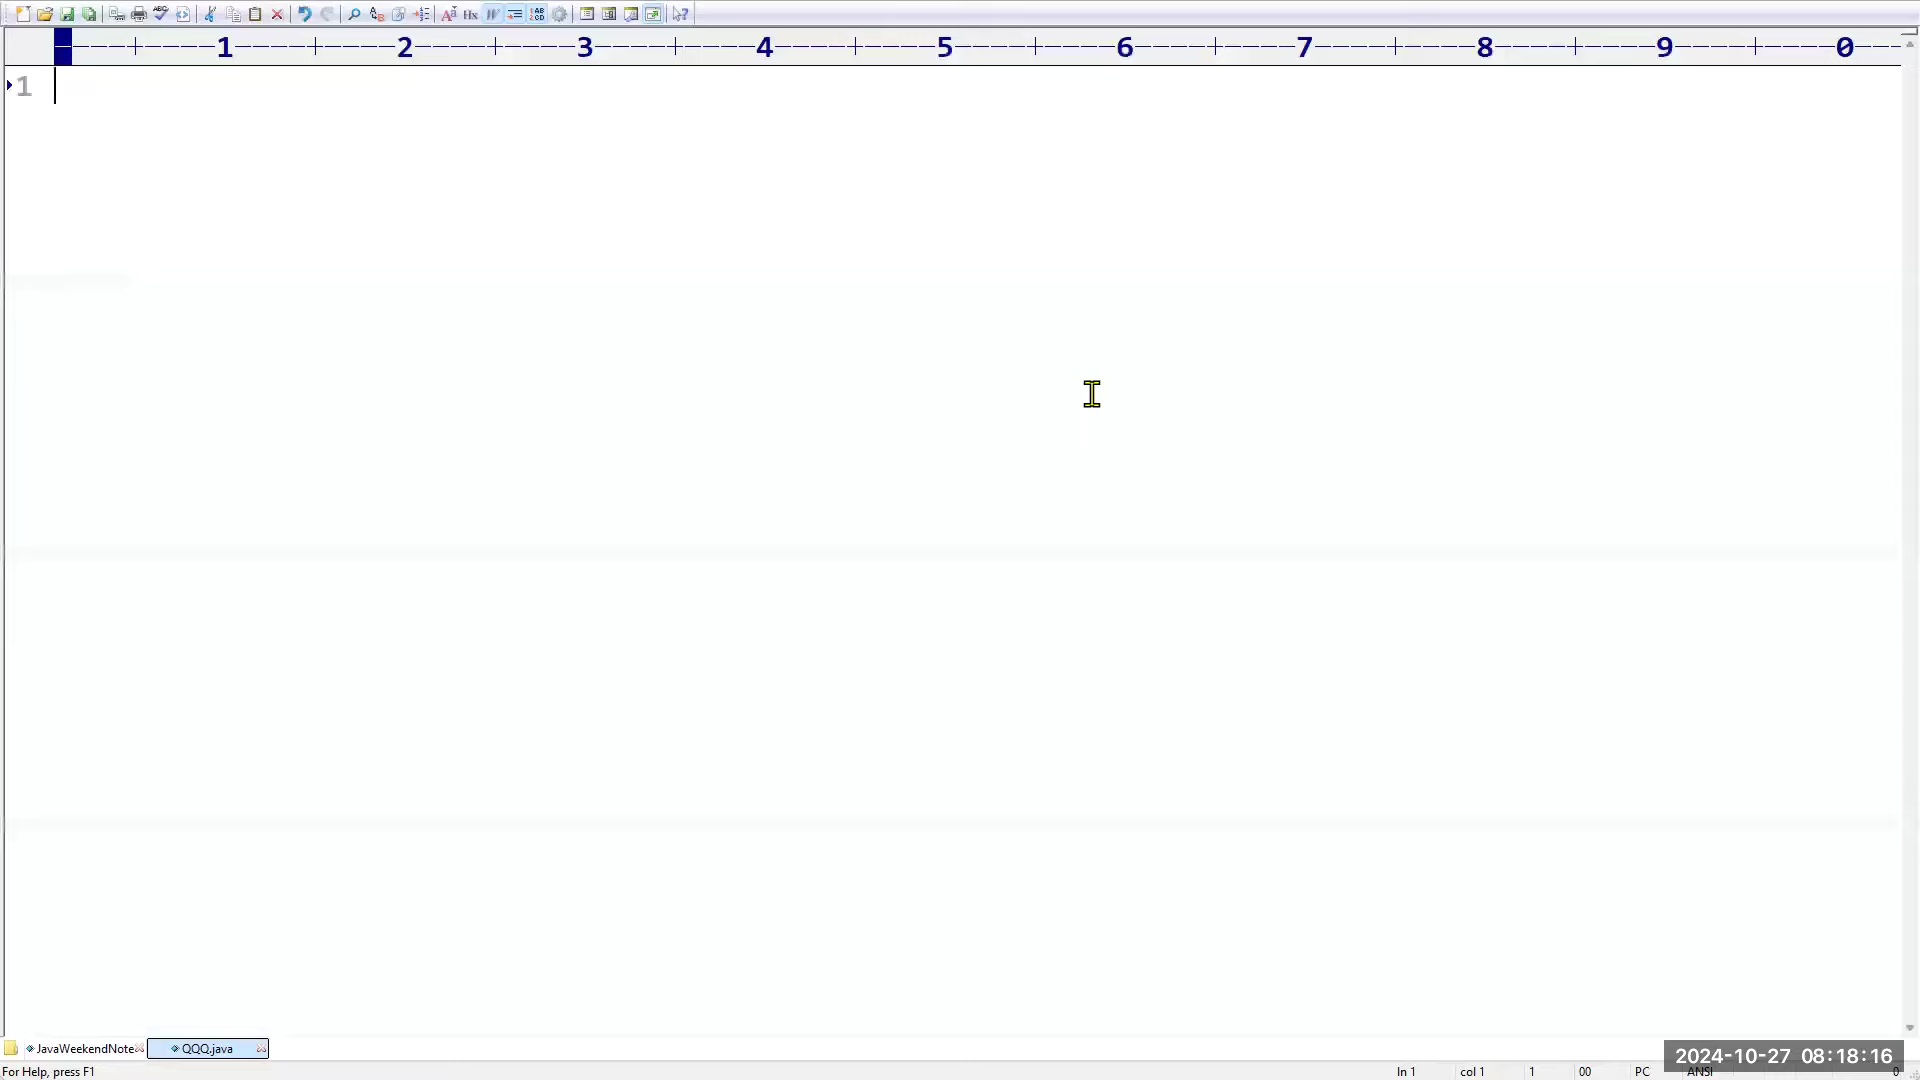 1 2 3 4 5 6 7 8 9 0
1
JavaWeekendNote
QQQ.java
For Help, press F1
ln 1 col 1 1 00 PC ANSI 0
2024-10-27 08:18:16